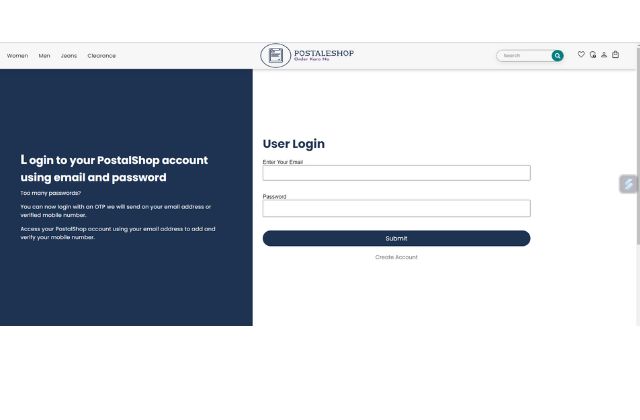 Women Men Jeans Clearance
POSTALESHOP
Order Karo Na
Search
L ogin to your PostalShop account
using email and password
Too many passwords?
You can now login with an OTP we will send on your email address or
verified mobile number.
Access your PostalShop account using your email address to add and
verify your mobile number.
User Login
Enter Your Email
Password
Submit
Create Account